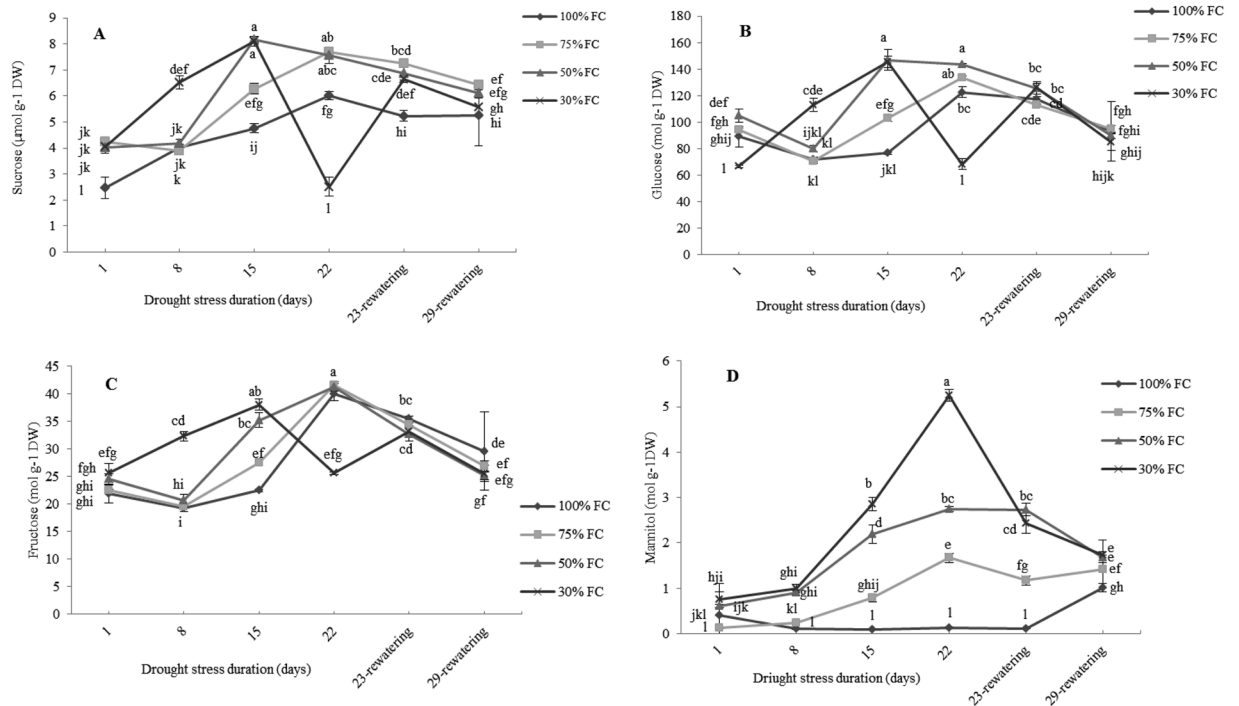 A
Sucrose (µmol g-1 DW)
9
8
7
6
5
4
3
2
1
0
100% FC
75% FC
50% FC
30% FC
jk
jk
jk
l
def
jk
jk
k
a
a
efg
ij
ab
abc
fg
l
bcd
cde
def
hi
ef
efg
gh
hi
1
8
15
22
23-rewatering
29-rewatering
Drought stress duration (days)
B
Glucose (mol g-1 DW)
180
160
140
120
100
80
60
40
20
0
100% FC
75% FC
50% FC
30% FC
def
fgh
ghij
l
cde
ijkl
kl
kl
a
efg
jkl
a
ab
bc
l
bc
bc
cd
cde
fgh
fghi
ghij
hijk
1
8
15
22
23-rewatering
29-rewatering
Drought stress duration (days)
C
Fructose (mol g-1 DW)
45
40
35
30
25
20
15
10
5
0
100% FC
75% FC
50% FC
30% FC
efg
fgh
ghi
ghi
cd
hi
i
ab
bc
ef
ghi
a
efg
bc
cd
de
ef
efg
gf
1
8
15
22
23-rewatering
29-rewatering
Drought stress duration (days)
D
Mannitol (mol g-1DW)
6
5
4
3
2
1
0
100% FC
75% FC
50% FC
30% FC
hji
jkl
ijk
l
ghi
ghi
kl
l
b
d
ghij
l
a
bc
e
l
bc
cd
fg
l
e
e
ef
gh
1
8
15
22
23-rewatering
29-rewatering
Driught stress duration (days)